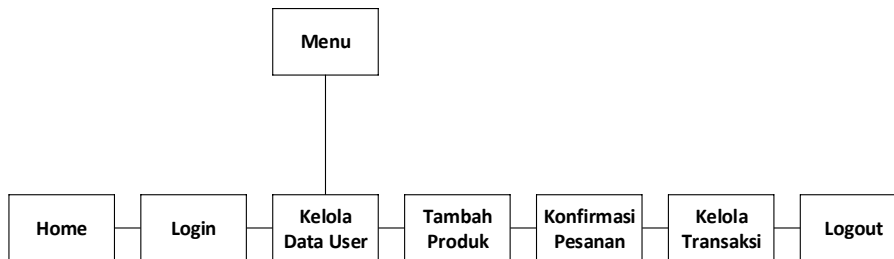 Menu
Home
Login
Kelola
Data User
Tambah
Produk
Konfirmasi
Pesanan
Kelola
Transaksi
Logout